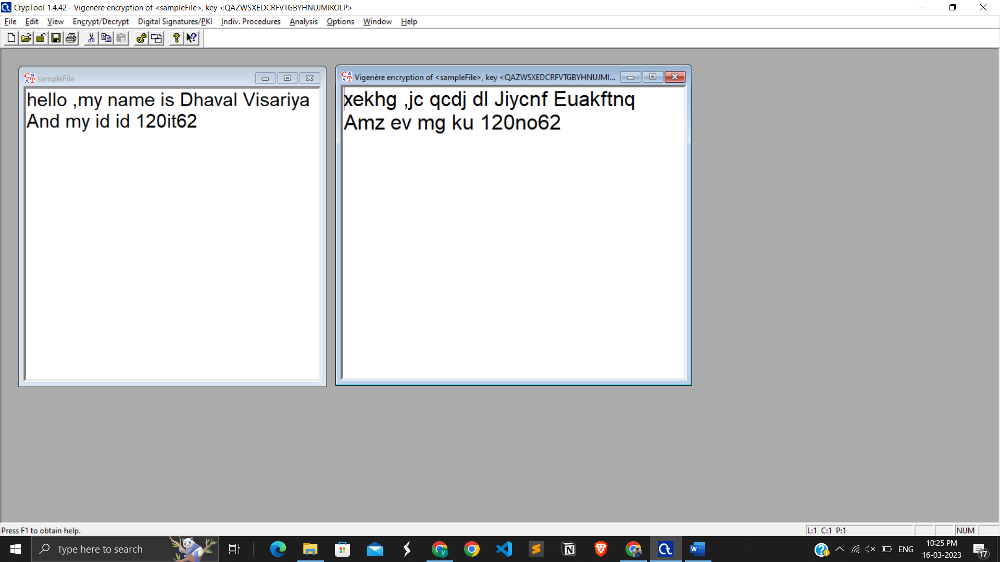 CrypTool 1.4.42 - Vigenère encryption of <sampleFile>, key <QAZWSXEDCRFVTGBYHNUJMIKOLP>
File Edit View Encrypt/Decrypt Digital Signatures/PKI Indiv. Procedures Analysis Options Window Help
sampleFile
hello ,my name is Dhaval Visariya
And my id id 120it62
Vigenère encryption of <sampleFile>, key <QAZWSXEDCRFVTGBYHNUJMI...
xekhg ,jc qcdj dl Jiycnf Euakftnq
Amz ev mg ku 120no62
Press F1 to obtain help.
L:1 C:1 P:1
NUM
Type here to search
ENG
10:25 PM
16-03-2023
17